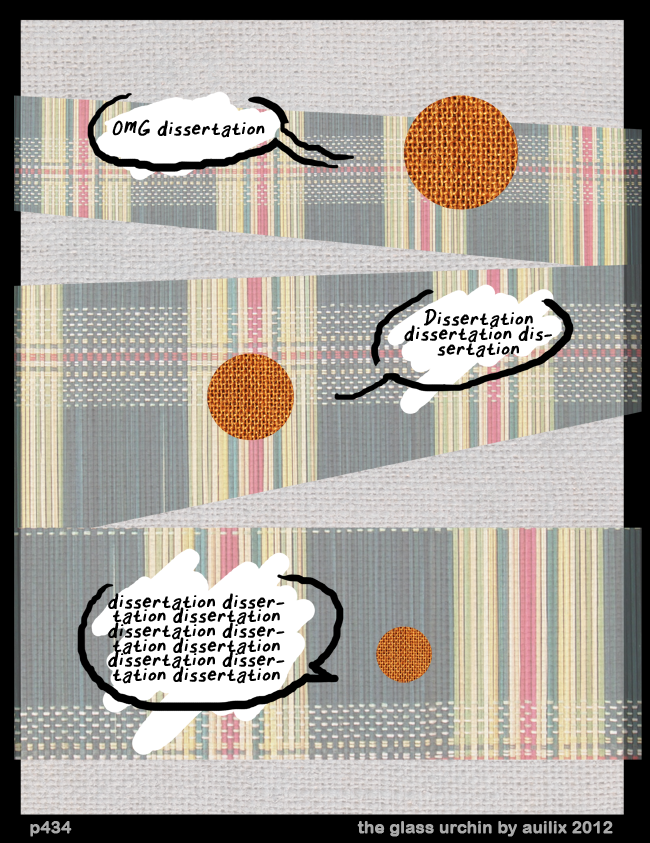 OMG dissertation
Dissertation
dissertation dis-
sertation
dissertation disser-
tation dissertation
dissertation disser-
tation dissertation
dissertation disser-
tation dissertation
p434
the glass urchin by auilix 2012